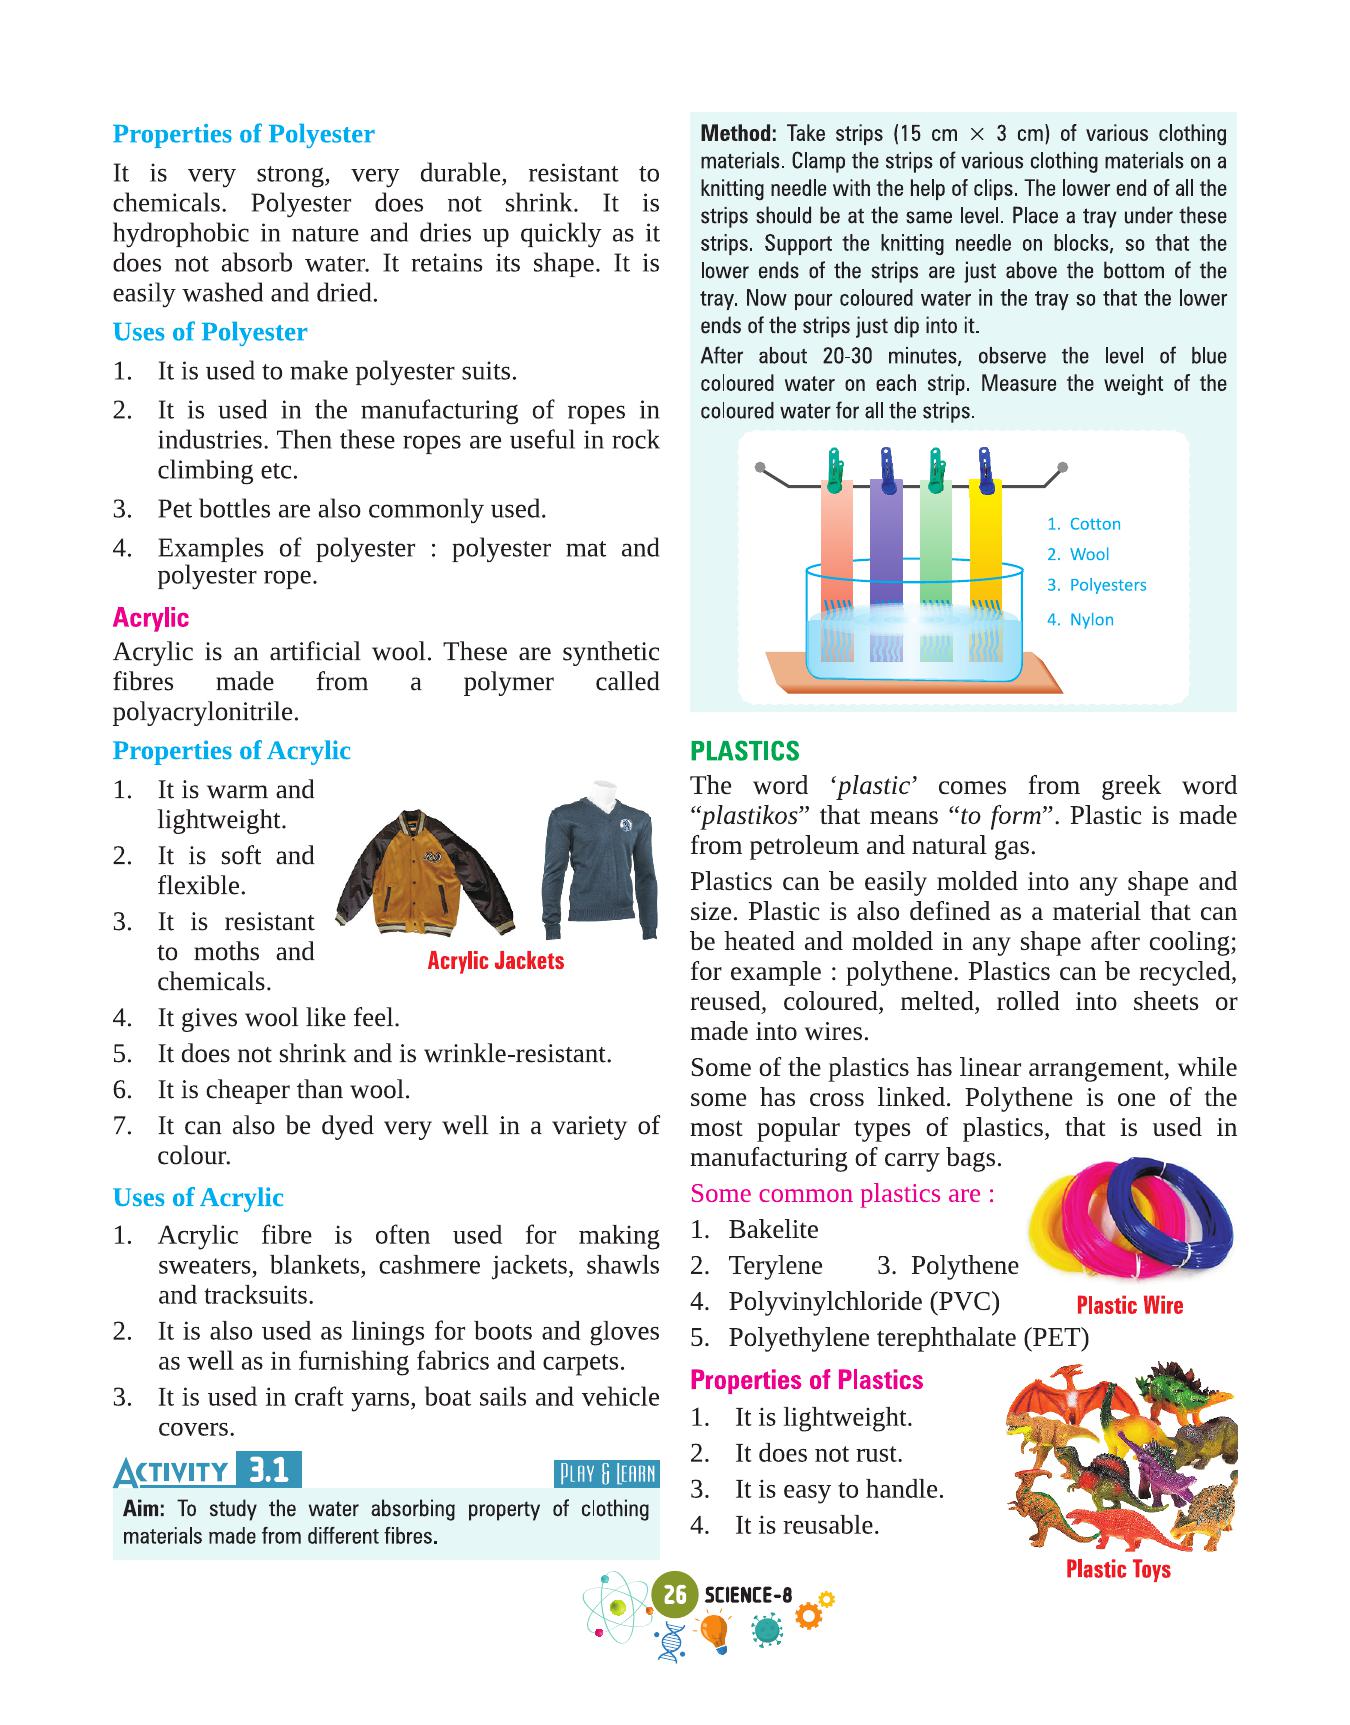 Properties of Polyester
It is very strong, very durable, resistant to
chemicals. Polyester does not shrink. It is
hydrophobic in nature and dries up quickly as it
does not absorb water. It retains its shape. It is
easily washed and dried.
Uses of Polyester
1. It is used to make polyester suits.
2. It is used in the manufacturing of ropes in
industries. Then these ropes are useful in rock
climbing etc.
3. Pet bottles are also commonly used.
4. Examples of polyester : polyester mat and
polyester rope.
Acrylic
Acrylic is an artificial wool. These are synthetic
fibres made from a polymer called
polyacrylonitrile.
Properties of Acrylic
1. It is warm and
lightweight.
2. It is soft and
flexible.
3. It is resistant
to moths and
chemicals.
Acrylic Jackets
4. It gives wool like feel.
5. It does not shrink and is wrinkle-resistant.
6. It is cheaper than wool.
7. It can also be dyed very well in a variety of
colour.
Uses of Acrylic
1. Acrylic fibre is often used for making
sweaters, blankets, cashmere jackets, shawls
and tracksuits.
2. It is also used as linings for boots and gloves
as well as in furnishing fabrics and carpets.
3. It is used in craft yarns, boat sails and vehicle
covers.
ACTIVITY 3.1 PLAY & LEARN
Aim: To study the water absorbing property of clothing
materials made from different fibres.
Method: Take strips (15 cm × 3 cm) of various clothing
materials. Clamp the strips of various clothing materials on a
knitting needle with the help of clips. The lower end of all the
strips should be at the same level. Place a tray under these
strips. Support the knitting needle on blocks, so that the
lower ends of the strips are just above the bottom of the
tray. Now pour coloured water in the tray so that the lower
ends of the strips just dip into it.
After about 20-30 minutes, observe the level of blue
coloured water on each strip. Measure the weight of the
coloured water for all the strips.
1. Cotton
2. Wool
3. Polyesters
4. Nylon
PLASTICS
The word ‘plastic’ comes from greek word
“plastikos” that means “to form”. Plastic is made
from petroleum and natural gas.
Plastics can be easily molded into any shape and
size. Plastic is also defined as a material that can
be heated and molded in any shape after cooling;
for example : polythene. Plastics can be recycled,
reused, coloured, melted, rolled into sheets or
made into wires.
Some of the plastics has linear arrangement, while
some has cross linked. Polythene is one of the
most popular types of plastics, that is used in
manufacturing of carry bags.
Some common plastics are :
1. Bakelite
2. Terylene 3. Polythene
4. Polyvinylchloride (PVC)
5. Polyethylene terephthalate (PET)
Plastic Wire
Properties of Plastics
1. It is lightweight.
2. It does not rust.
3. It is easy to handle.
4. It is reusable.
Plastic Toys
26 SCIENCE-8